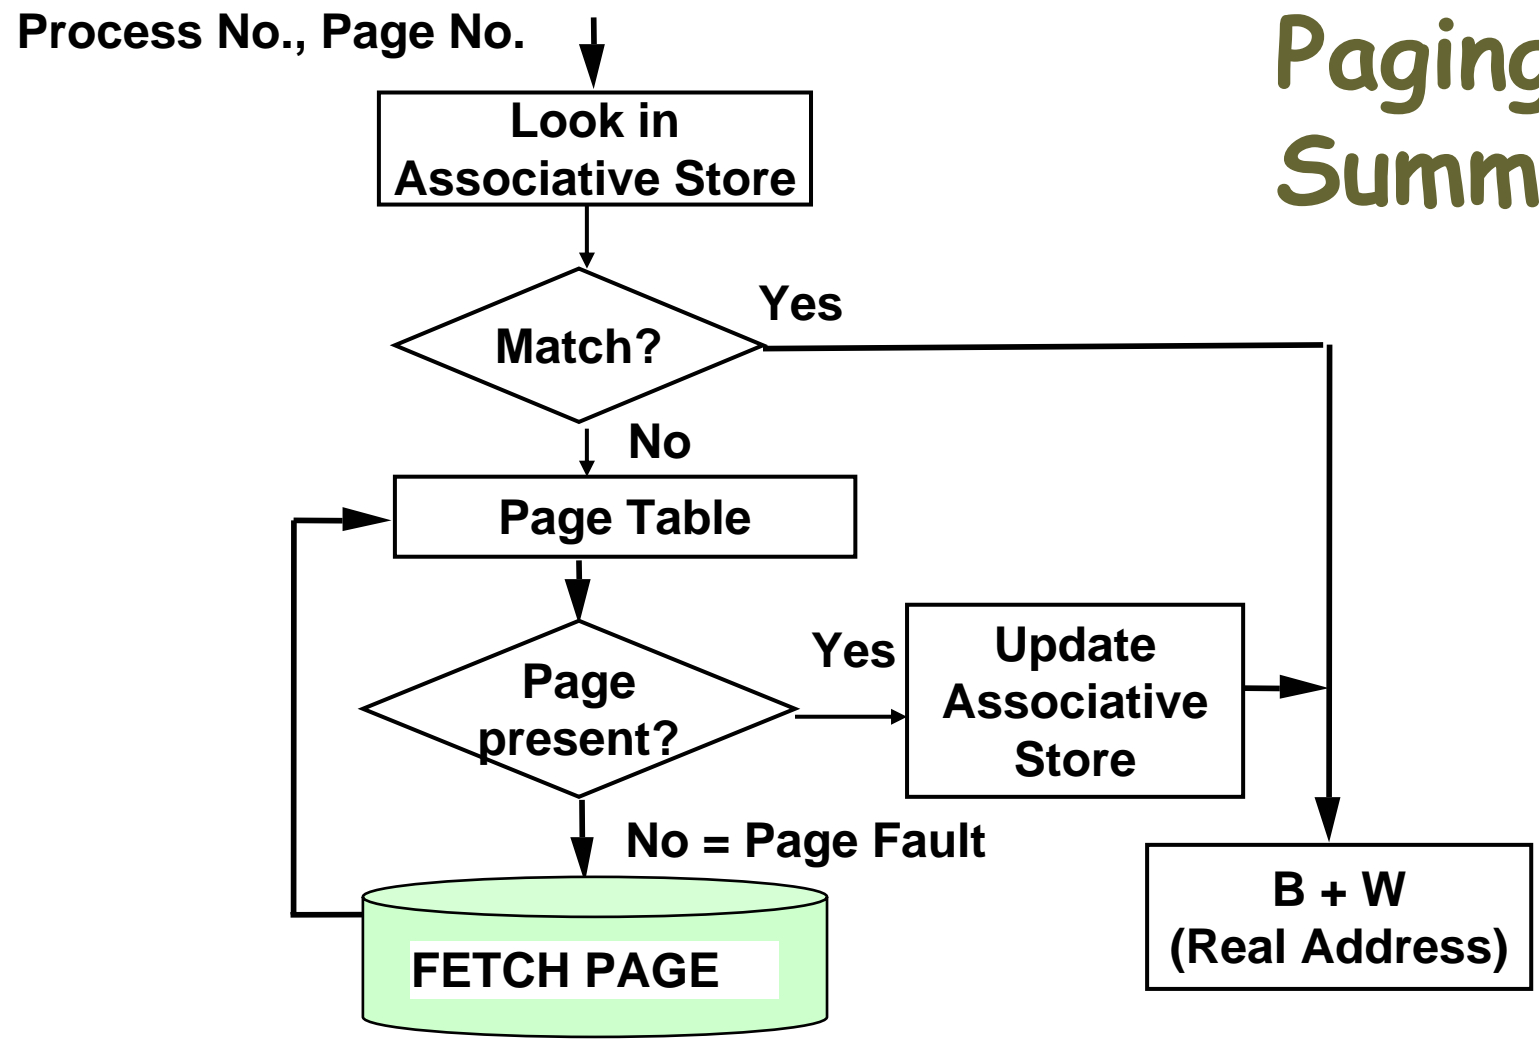 Process No., Page No.
Paging
Summ
Look in
Associative Store
Match?
Yes
No
Page Table
Page
present?
Yes
Update
Associative
Store
No = Page Fault
FETCH PAGE
B + W
(Real Address)